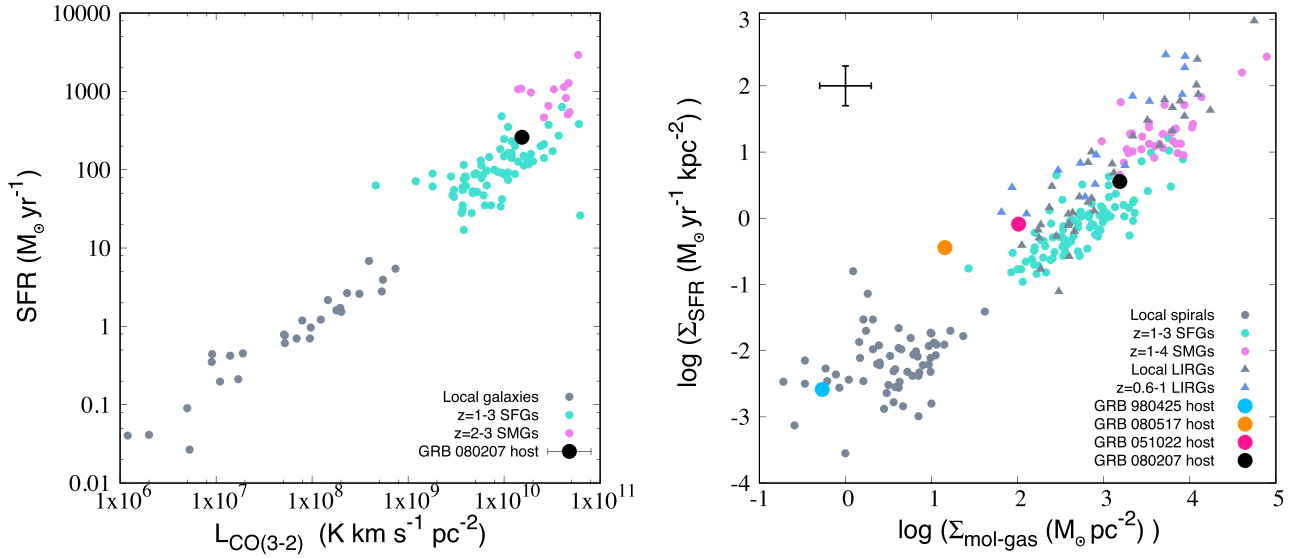 10000
1000
100
10
1
0.1
0.01
SFR (M⊙ yr⁻¹)
1x10⁶ 1x10⁷ 1x10⁸ 1x10⁹ 1x10¹⁰ 1x10¹¹
L_CO(3-2) (K km s⁻¹ pc⁻²)
Local galaxies
z=1-3 SFGs
z=2-3 SMGs
GRB 080207 host
3
2
1
0
-1
-2
-3
-4
log (Σ_SFR (M⊙ yr⁻¹ kpc⁻²) )
-1 0 1 2 3 4 5
log (Σ_mol-gas (M⊙ pc⁻²) )
Local spirals
z=1-3 SFGs
z=1-4 SMGs
Local LIRGs
z=0.6-1 LIRGs
GRB 980425 host
GRB 080517 host
GRB 051022 host
GRB 080207 host